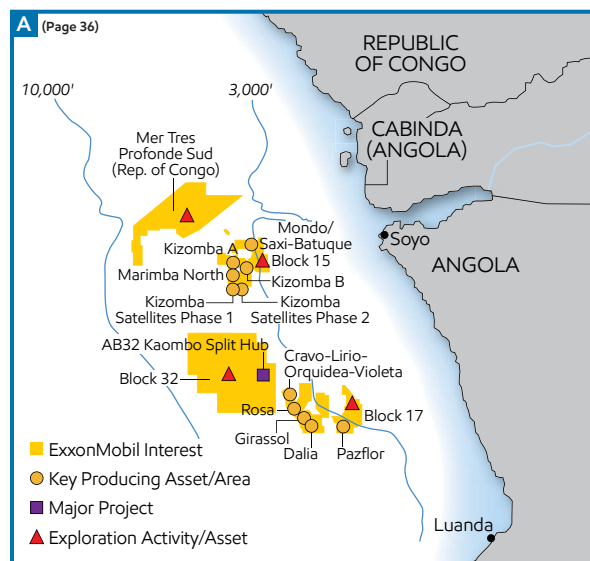 A (Page 36)
REPUBLIC
OF CONGO
10,000'
3,000'
CABINDA
(ANGOLA)
Mer Tres
Profonde Sud
(Rep. of Congo)
Mondo/
Saxi-Batuque
Soyo
Kizomba A
Block 15
ANGOLA
Marimba North
Kizomba B
Kizomba
Satellites Phase 1
Kizomba
Satellites Phase 2
AB32 Kaombo Split Hub
Cravo-Lirio-
Orquidea-Violeta
Block 32
Rosa
Block 17
Girassol
Dalia
Pazflor
ExxonMobil Interest
Key Producing Asset/Area
Major Project
Exploration Activity/Asset
Luanda